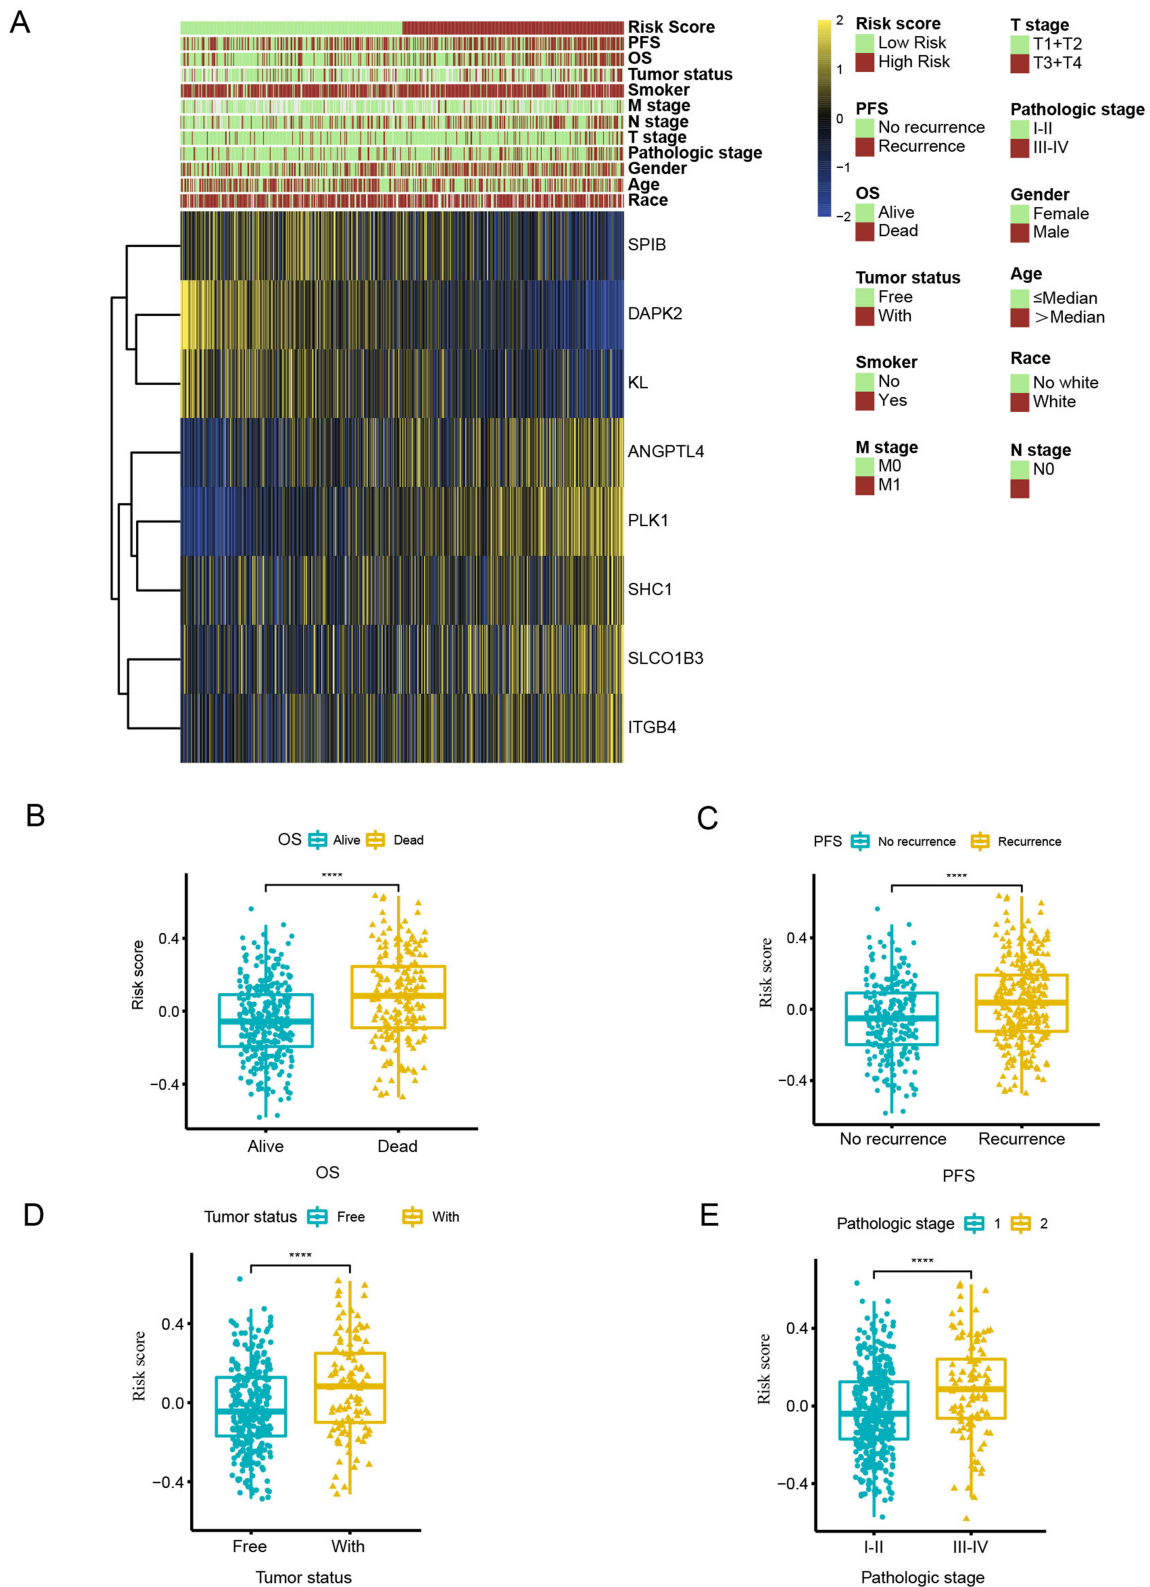 A
Risk Score
PFS
OS
Tumor status
Smoker
M stage
N stage
T stage
Pathologic stage
Gender
Age
Race
SPIB
DAPK2
KL
ANGPTL4
PLK1
SHC1
SLCO1B3
ITGB4
2
1
0
−1
−2
Risk score
Low Risk
High Risk
PFS
No recurrence
Recurrence
OS
Alive
Dead
Tumor status
Free
With
Smoker
No
Yes
M stage
M0
M1
T stage
T1+T2
T3+T4
Pathologic stage
I-II
III-IV
Gender
Female
Male
Age
≤Median
＞Median
Race
No white
White
N stage
N0
B
OS Alive Dead
****
Risk score
0.4
0.0
−0.4
Alive Dead
OS
C
PFS No recurrence Recurrence
****
Risk score
0.4
0.0
−0.4
No recurrence Recurrence
PFS
D
Tumor status Free With
****
Risk score
0.4
0.0
−0.4
Free With
Tumor status
E
Pathologic stage 1 2
****
Risk score
0.4
0.0
−0.4
I-II III-IV
Pathologic stage